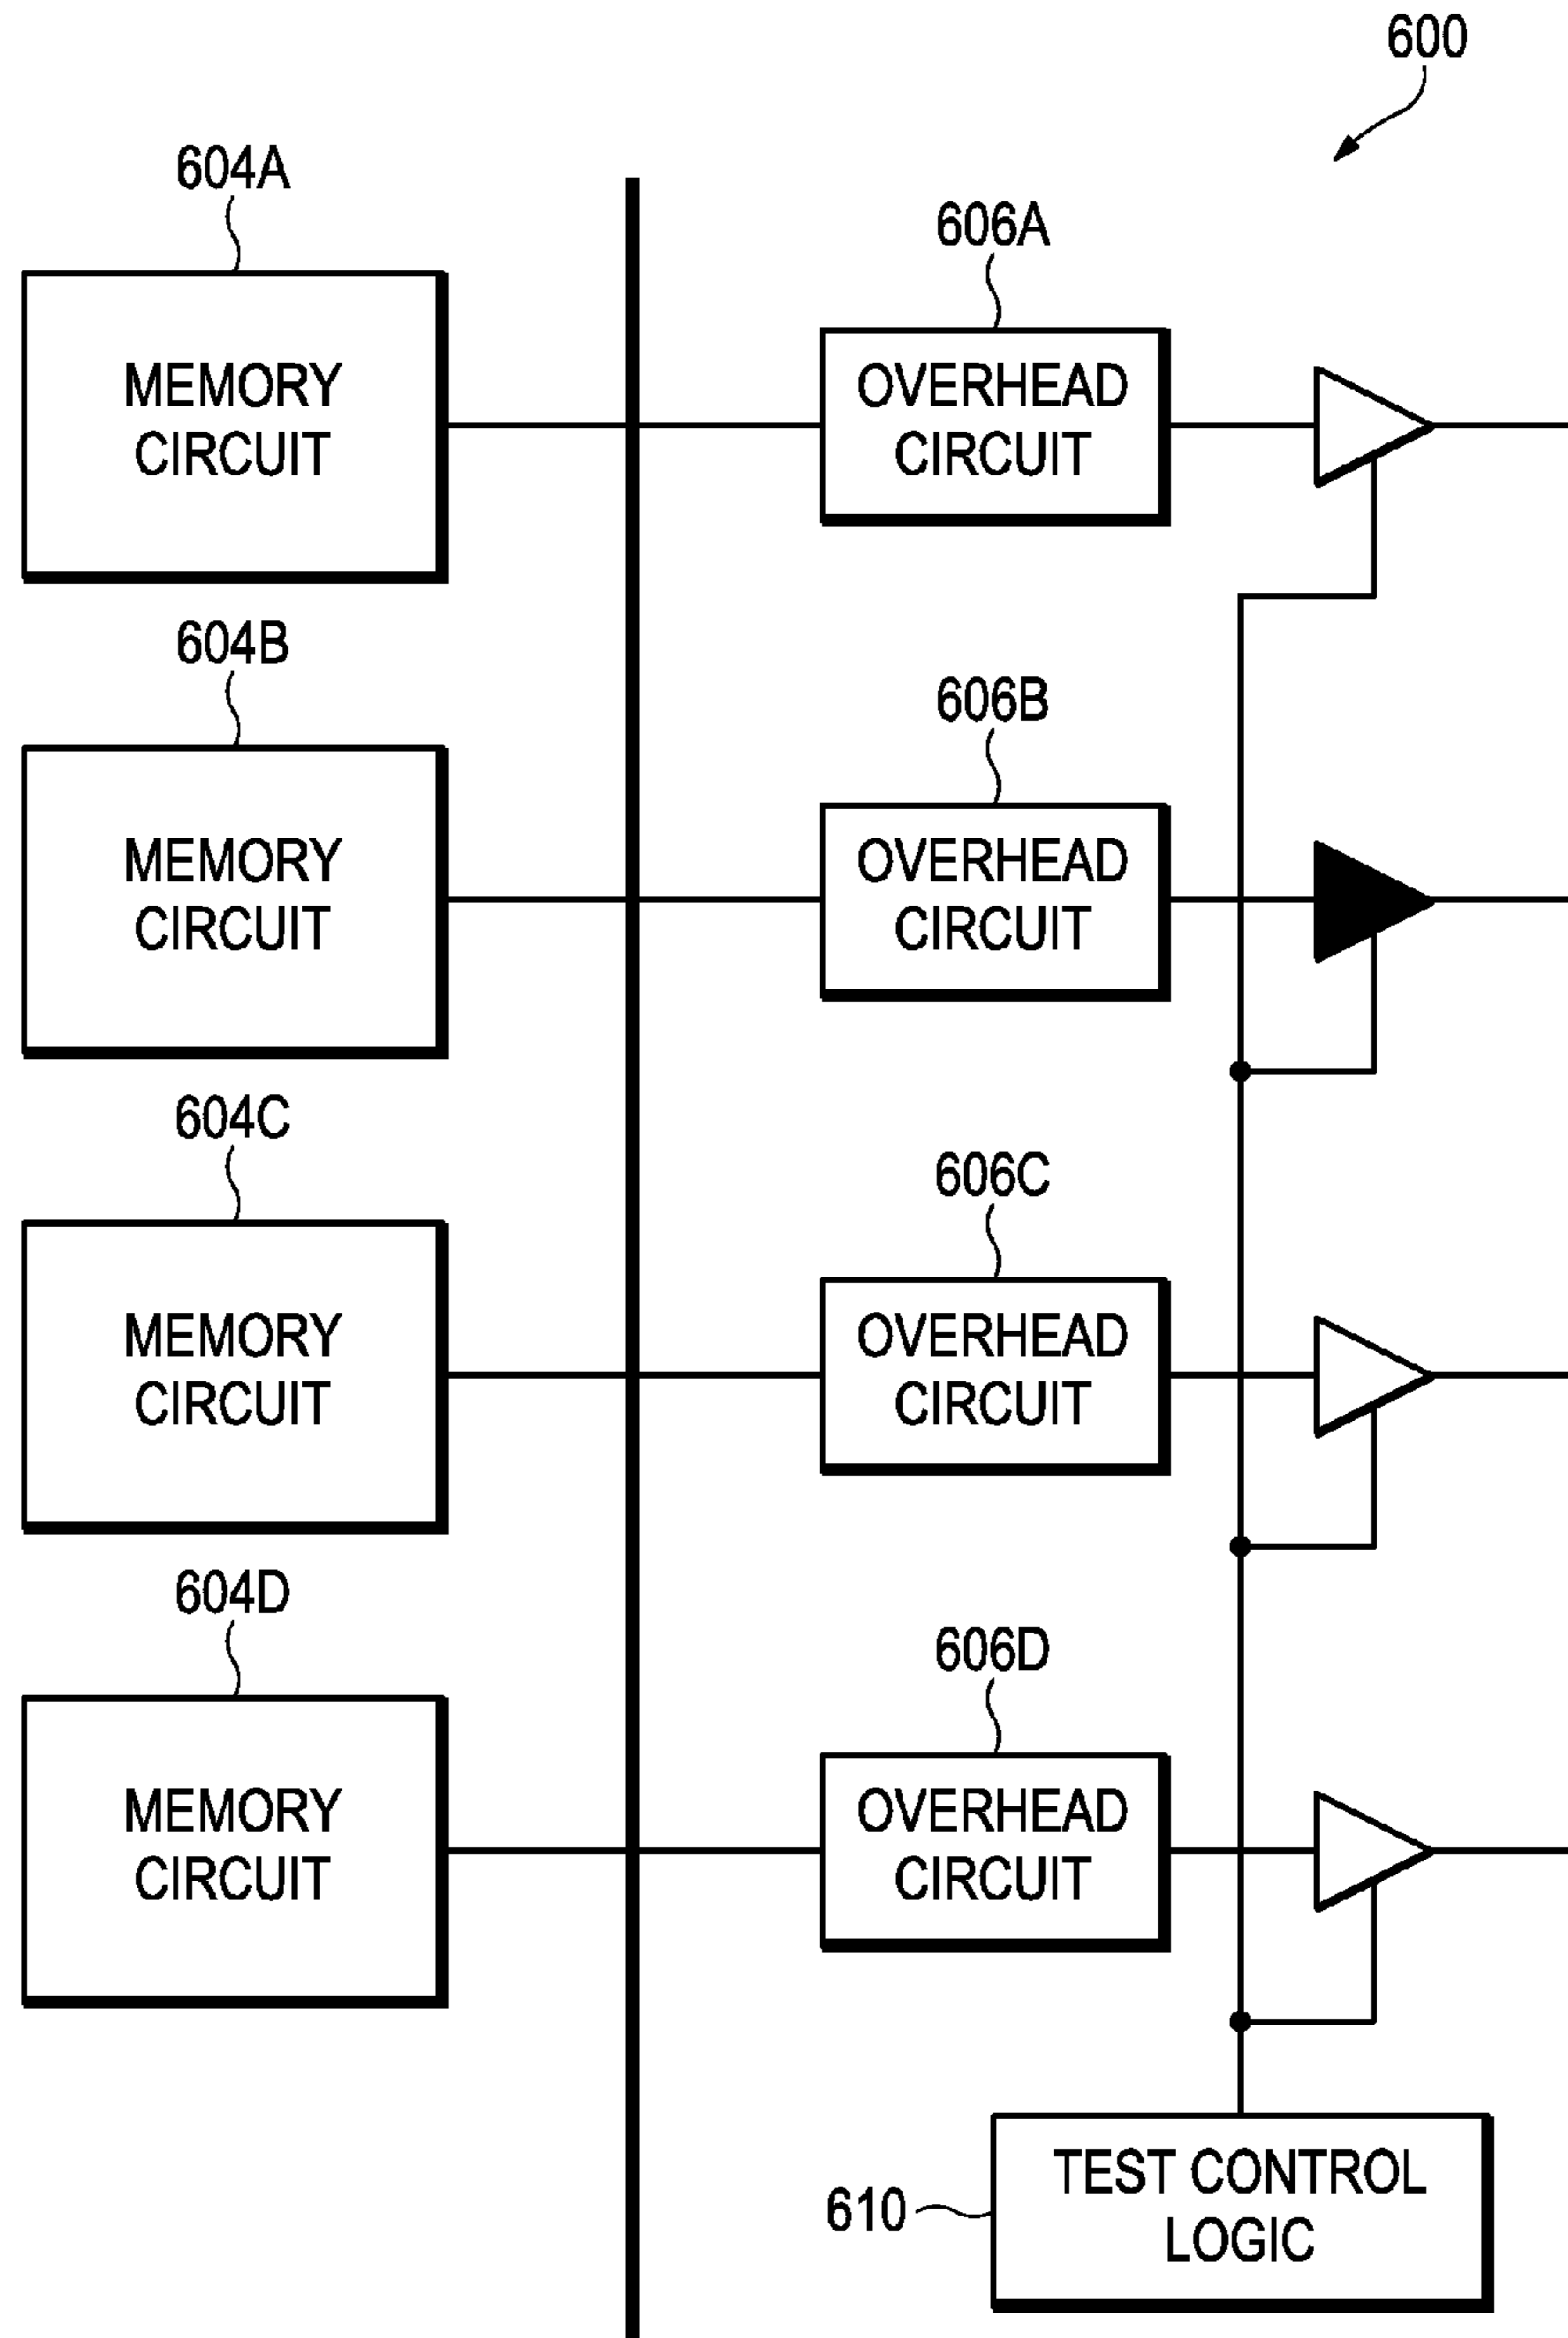 600
604A
606A
MEMORY
CIRCUIT
OVERHEAD
CIRCUIT
604B
606B
MEMORY
CIRCUIT
OVERHEAD
CIRCUIT
604C
606C
MEMORY
CIRCUIT
OVERHEAD
CIRCUIT
604D
606D
MEMORY
CIRCUIT
OVERHEAD
CIRCUIT
610
TEST CONTROL
LOGIC